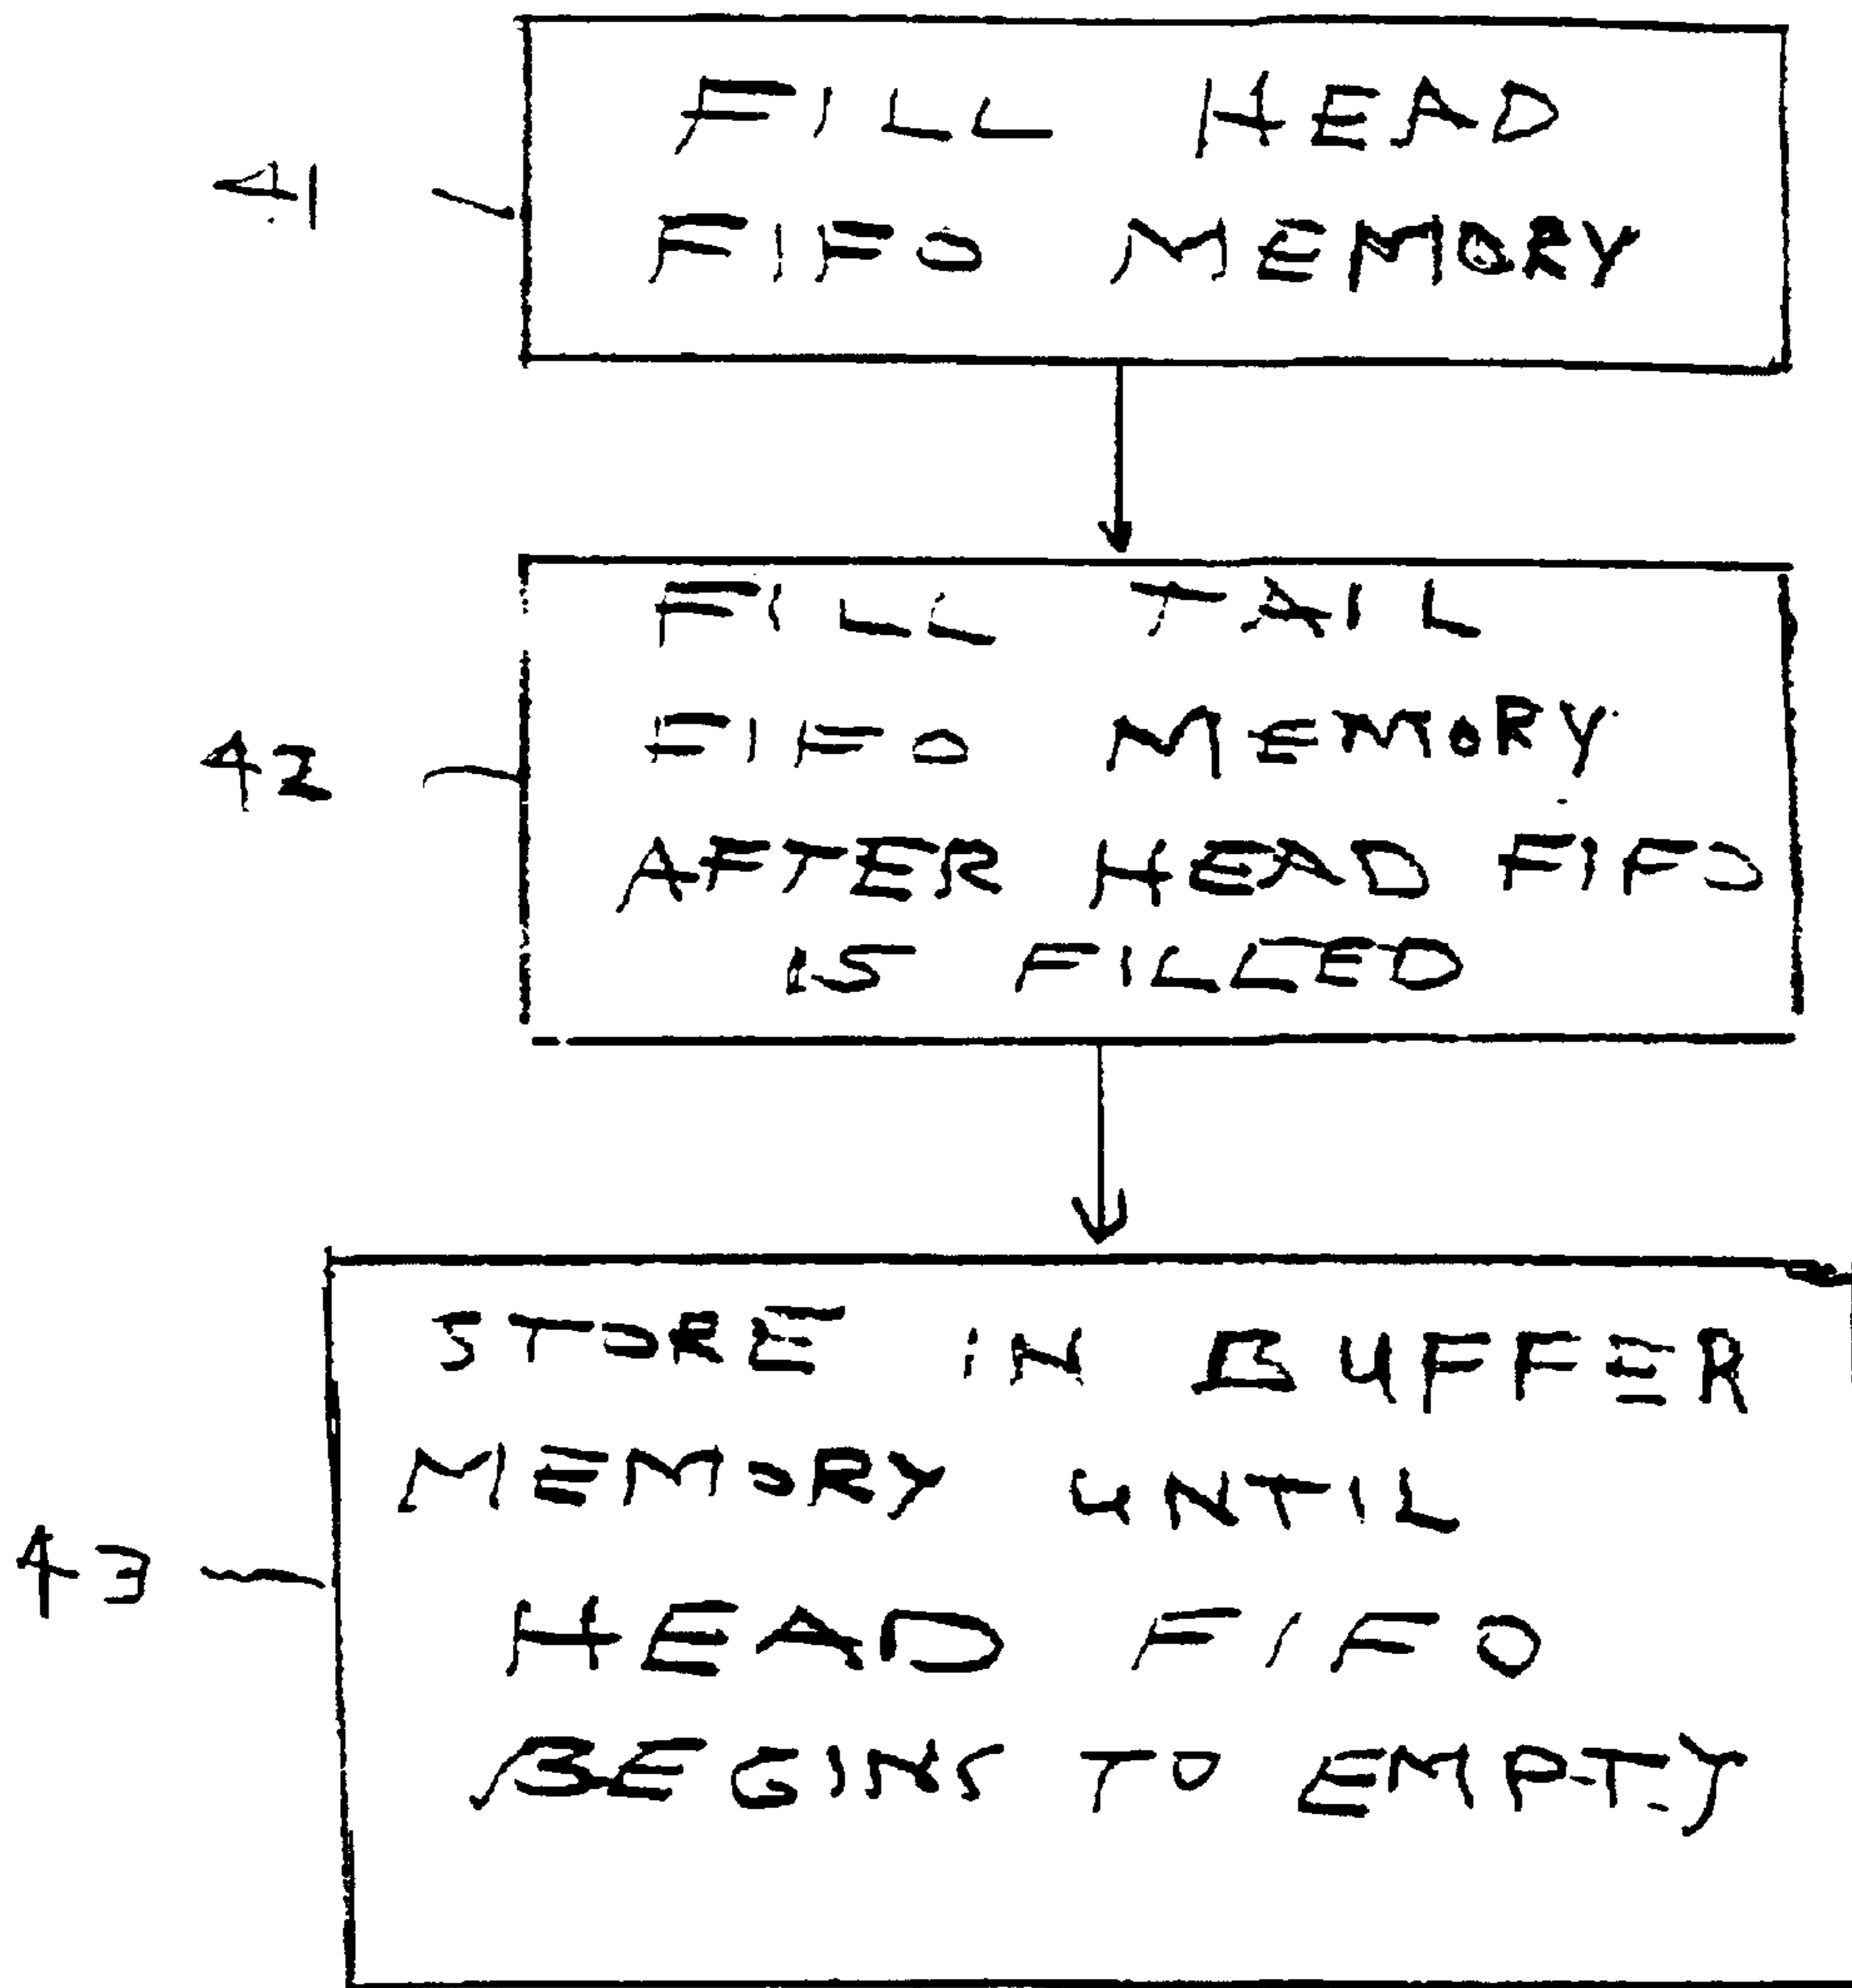 41
FILL HEAD
FIFO MEMORY
42
FILL TAIL
FIFO MEMORY
AFTER HEAD FIFO
IS FILLED
43
STORE IN BUFFER
MEMORY UNTIL
HEAD FIFO
BEGINS TO EMPTY